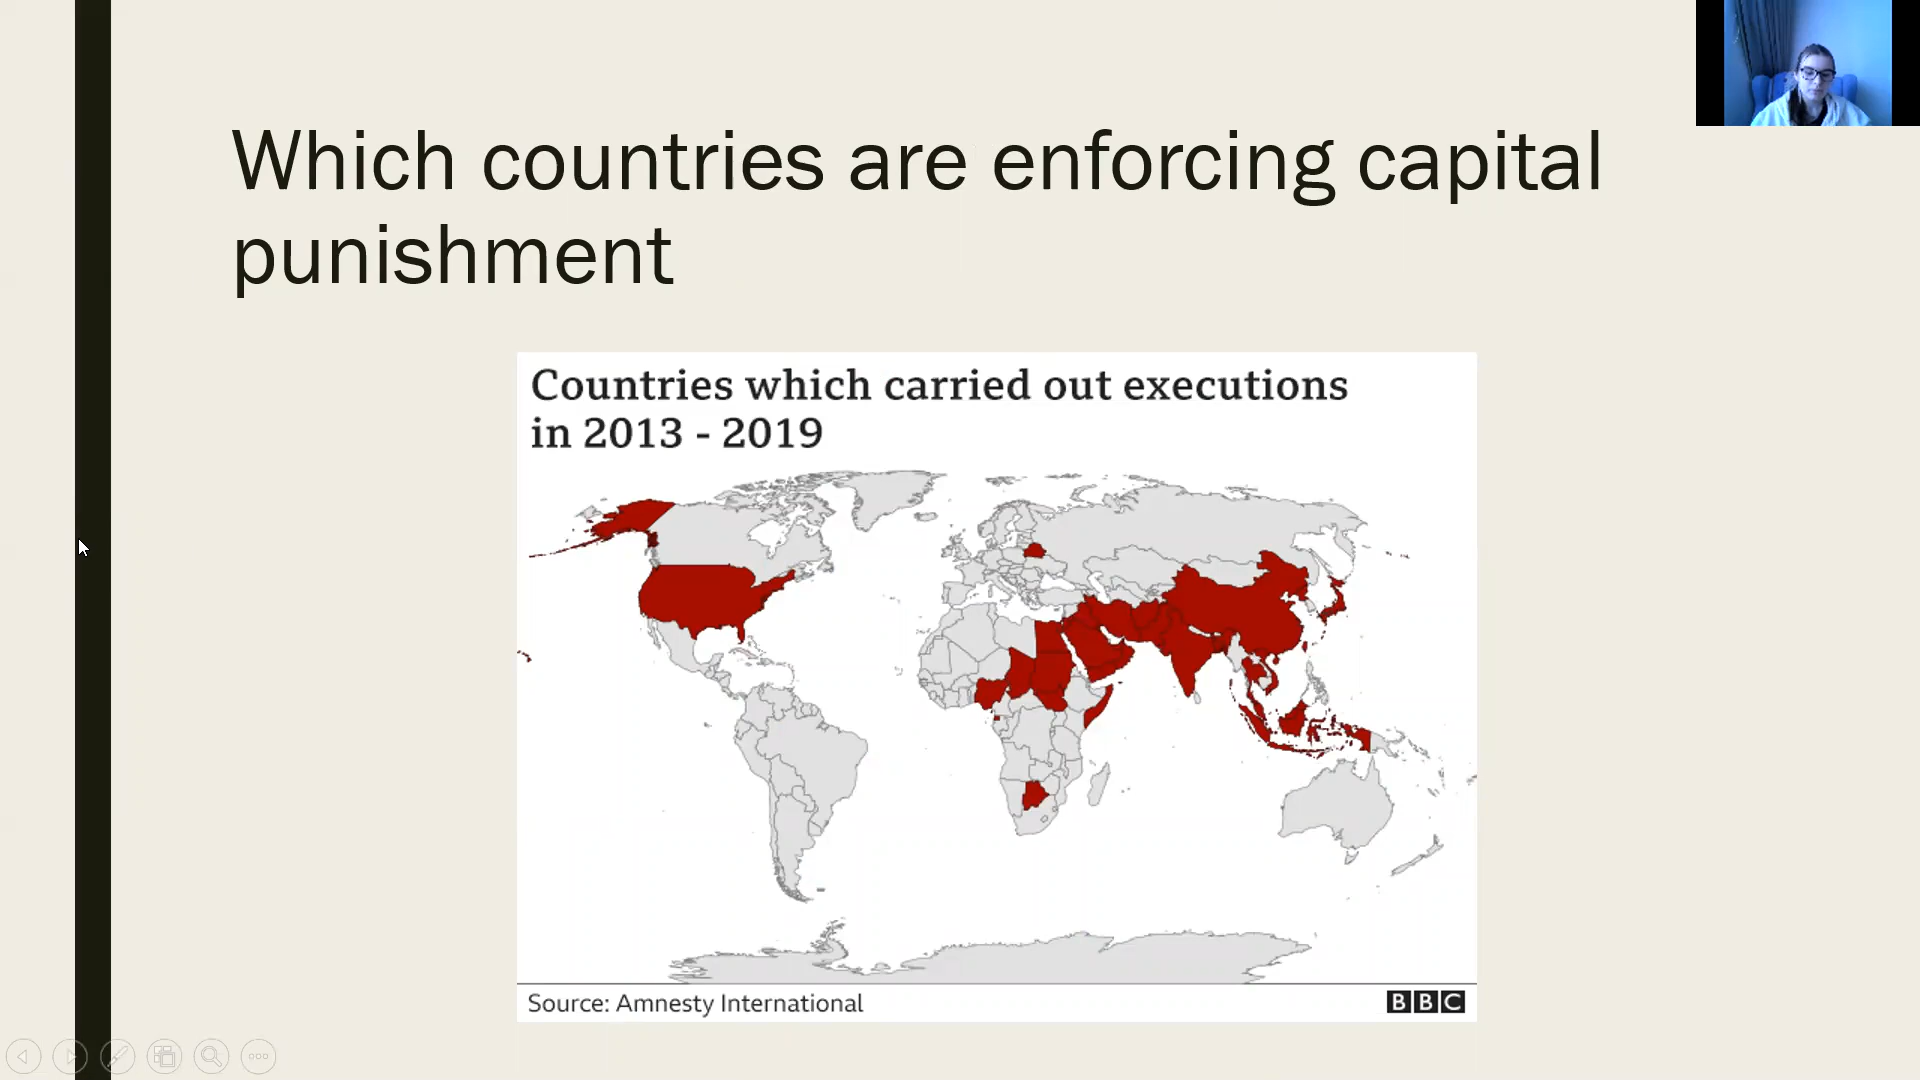 Which countries are enforcing capital
punishment
Countries which carried out executions
in 2013 - 2019
Source: Amnesty International
BBC